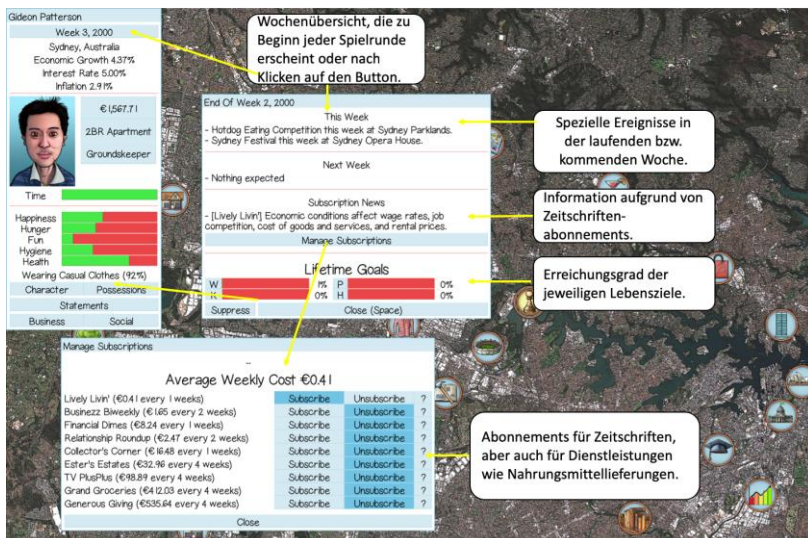 Gideon Patterson
Week 3, 2000
Sydney, Australia
Economic Growth 4.37%
Interest Rate 5.00%
Inflation 2.91%
€1,567.71
2BR Apartment
Groundskeeper
Time
Happiness
Hunger
Fun
Hygiene
Health
Wearing Casual Clothes (92%)
Character Possessions
Statements
Business Social
Wochenübersicht, die zu
Beginn jeder Spielrunde
erscheint oder nach
Klicken auf den Button.
End Of Week 2, 2000
This Week
- Hotdog Eating Competition this week at Sydney Parklands.
- Sydney Festival this week at Sydney Opera House.
Next Week
- Nothing expected
Subscription News
- [Lively Livin'] Economic conditions affect wage rates, job
competition, cost of goods and services, and rental prices.
Manage Subscriptions
Lifetime Goals
W 1% P 0%
0% H 0%
Suppress Close (Space)
Spezielle Ereignisse in
der laufenden bzw.
kommenden Woche.
Information aufgrund von
Zeitschriften-
abonnements.
Erreichungsgrad der
jeweiligen Lebensziele.
Manage Subscriptions
–
Average Weekly Cost €0.41
Lively Livin' (€0.41 every 1 weeks) Subscribe Unsubscribe ?
Businezz Biweekly (€1.65 every 2 weeks) Subscribe Unsubscribe ?
Financial Dimes (€8.24 every 1 weeks) Subscribe Unsubscribe ?
Relationship Roundup (€2.47 every 2 weeks) Subscribe Unsubscribe ?
Collector's Corner (€16.48 every 1 weeks) Subscribe Unsubscribe ?
Ester's Estates (€32.96 every 4 weeks) Subscribe Unsubscribe ?
TV PlusPlus (€98.89 every 4 weeks) Subscribe Unsubscribe ?
Grand Groceries (€412.03 every 4 weeks) Subscribe Unsubscribe ?
Generous Giving (€535.64 every 4 weeks) Subscribe Unsubscribe ?
Close
Abonnements für Zeitschriften,
aber auch für Dienstleistungen
wie Nahrungsmittellieferungen.